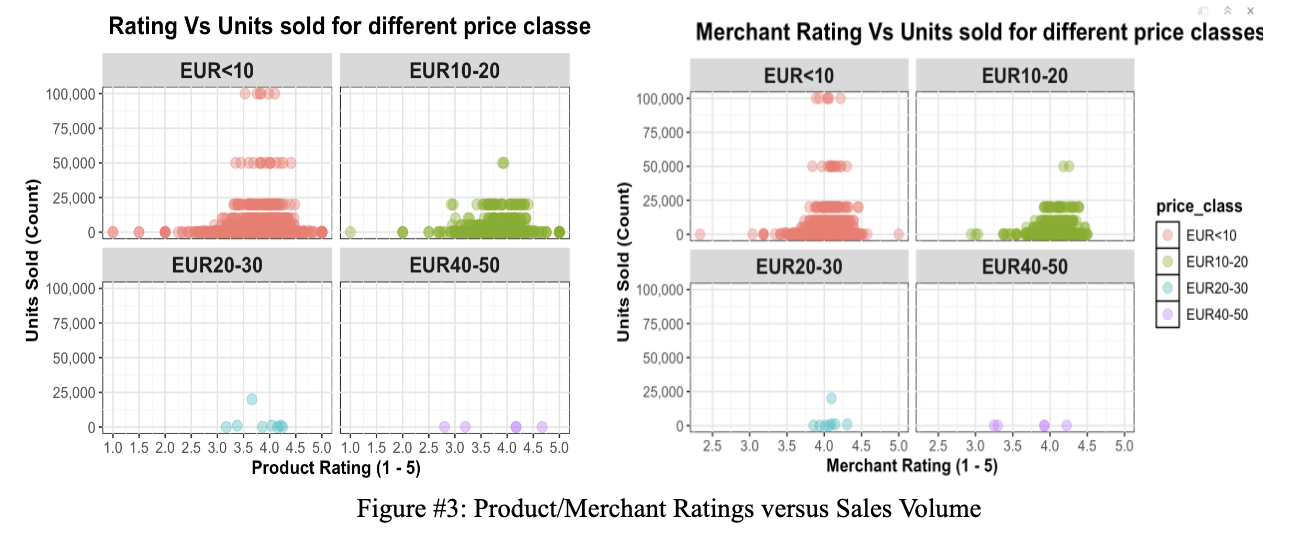 Rating Vs Units sold for different price classe
EUR<10
EUR10-20
100,000
75,000
50,000
25,000
0
EUR20-30
EUR40-50
100,000
75,000
50,000
25,000
0
1.0 1.5 2.0 2.5 3.0 3.5 4.0 4.5 5.0
1.0 1.5 2.0 2.5 3.0 3.5 4.0 4.5 5.0
Units Sold (Count)
Product Rating (1 - 5)
Merchant Rating Vs Units sold for different price classes
EUR<10
EUR10-20
100,000
75,000
50,000
25,000
0
EUR20-30
EUR40-50
100,000
75,000
50,000
25,000
0
2.5 3.0 3.5 4.0 4.5 5.0
2.5 3.0 3.5 4.0 4.5 5.0
Units Sold (Count)
Merchant Rating (1 - 5)
price_class
EUR<10
EUR10-20
EUR20-30
EUR40-50
Figure #3: Product/Merchant Ratings versus Sales Volume